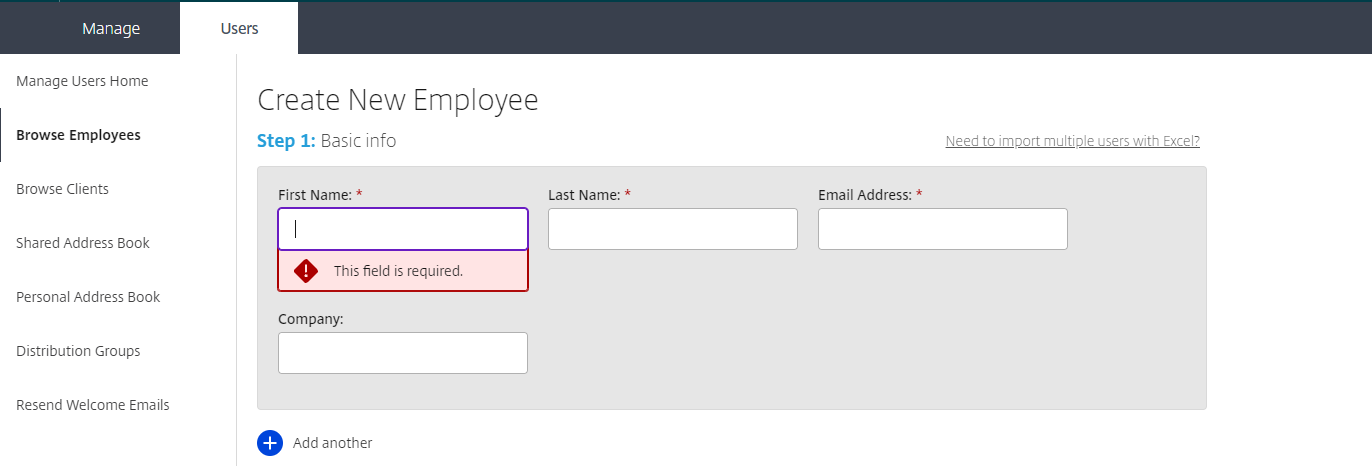 Manage Users
Manage Users Home
Browse Employees
Browse Clients
Shared Address Book
Personal Address Book
Distribution Groups
Resend Welcome Emails
Create New Employee
Step 1: Basic info
Need to import multiple users with Excel?
First Name: * Last Name: * Email Address: *
This field is required.
Company:
Add another